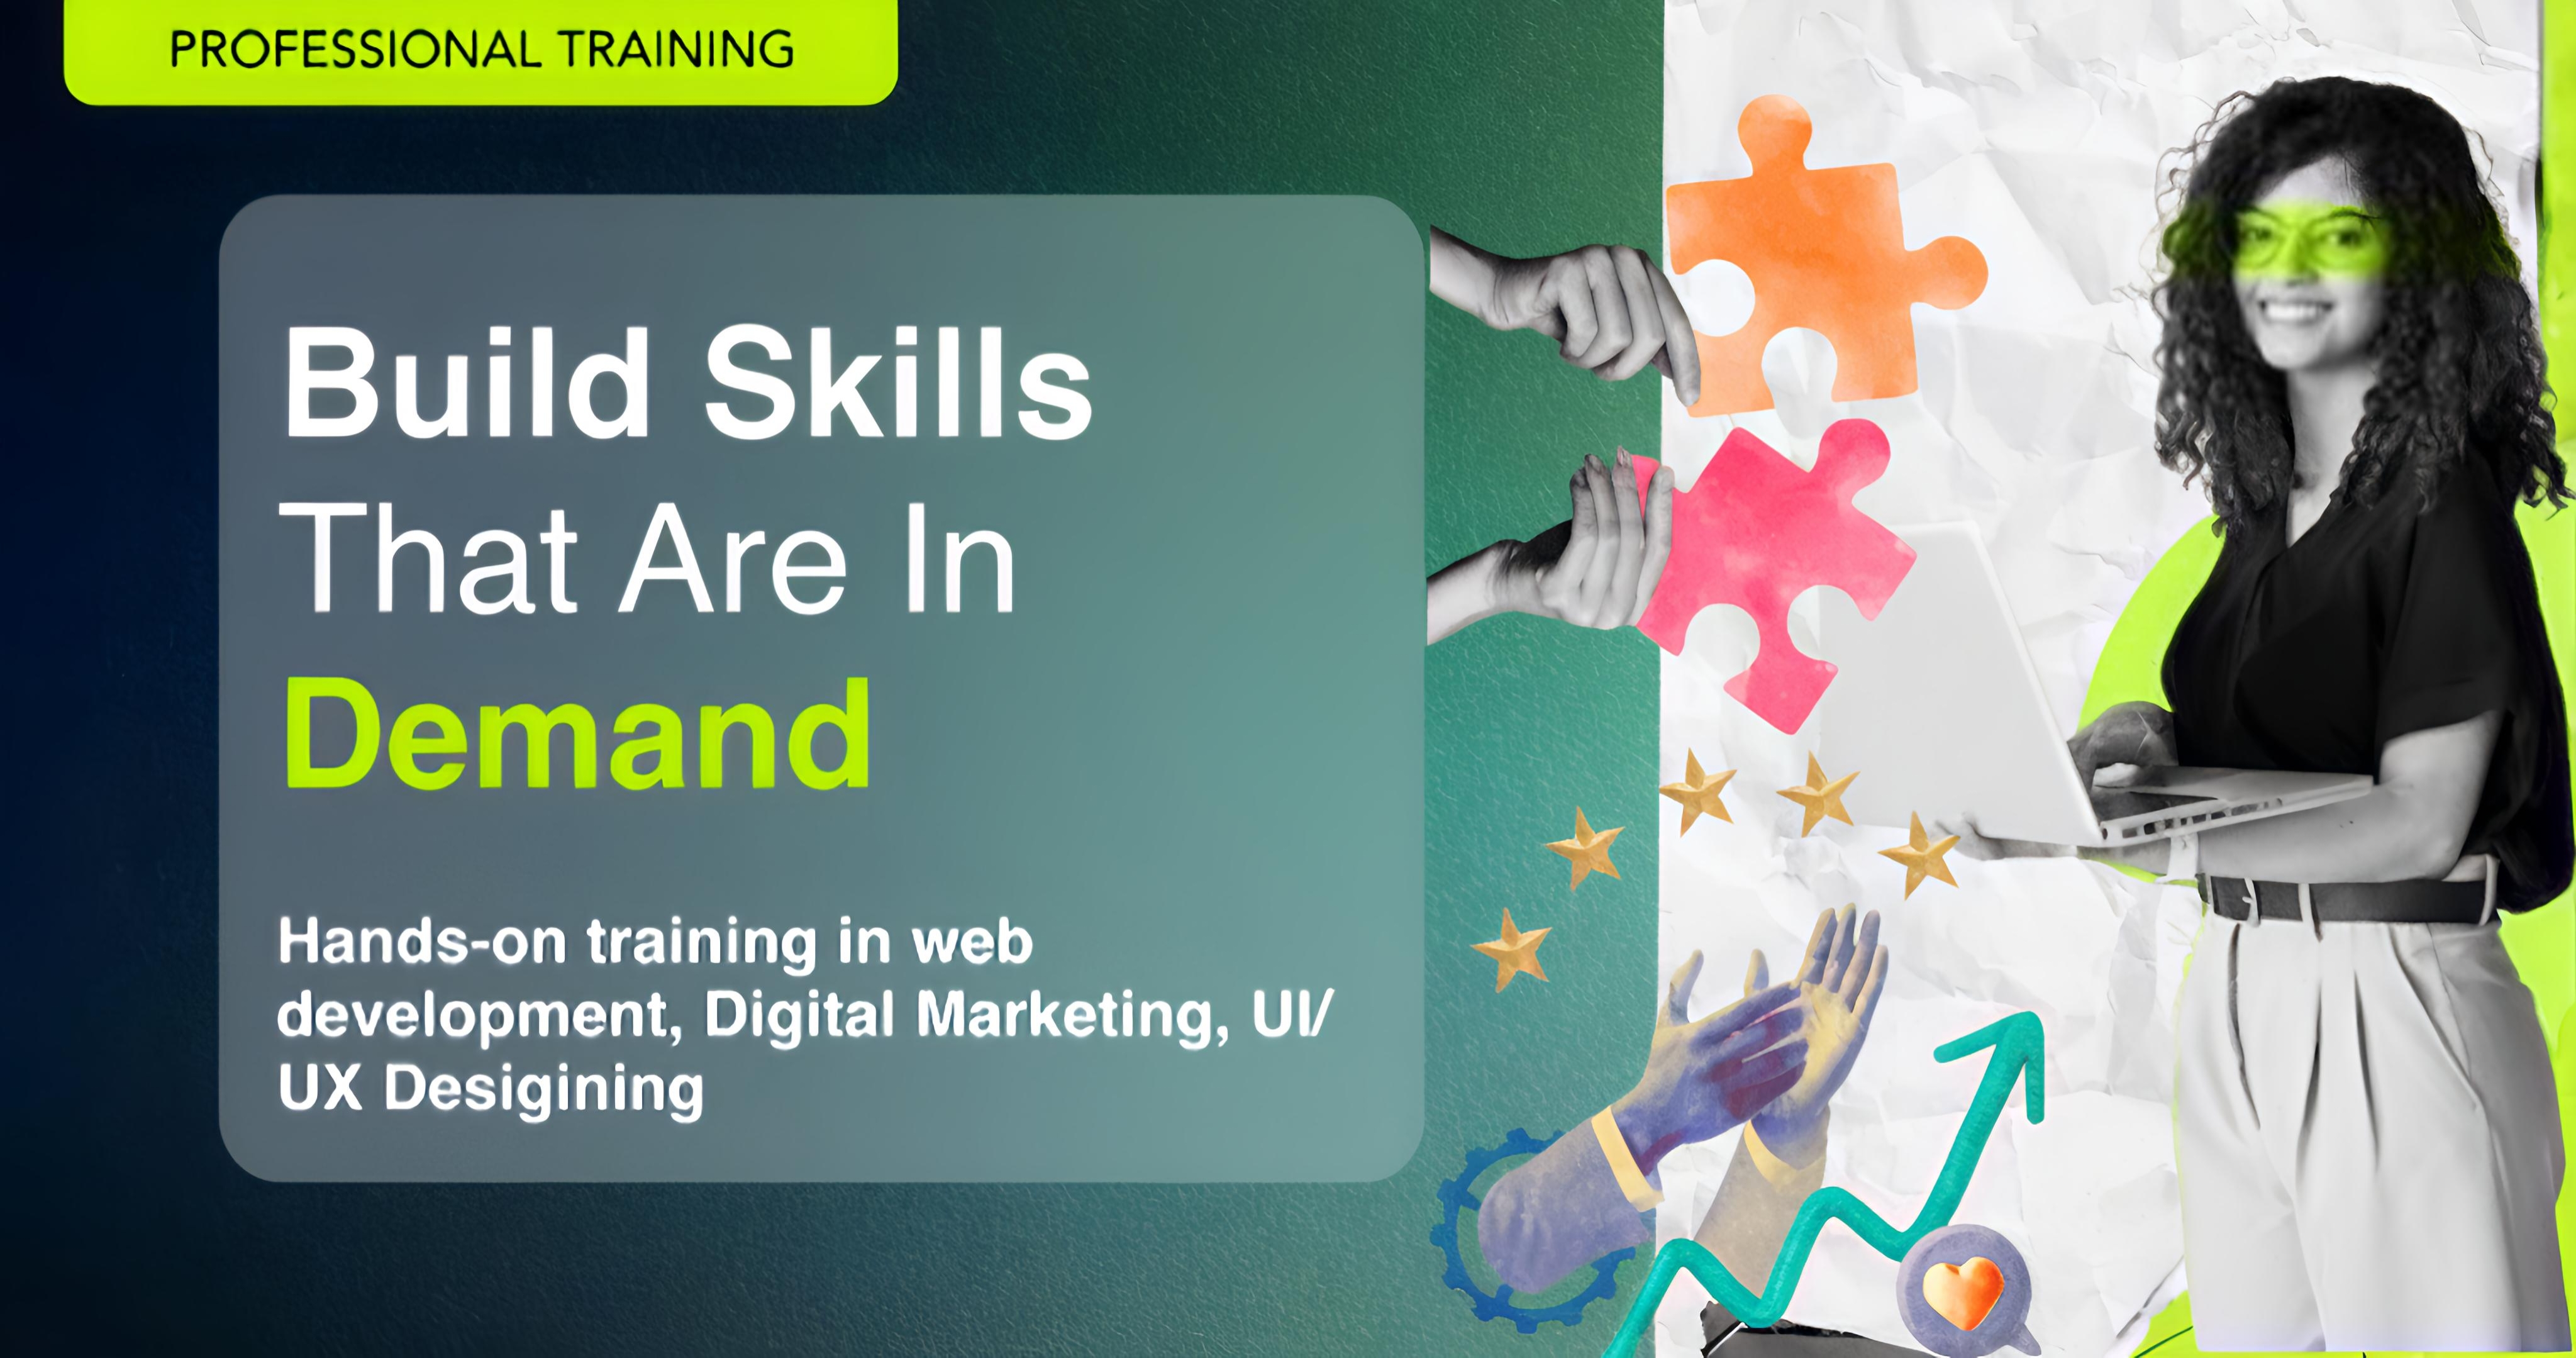 PROFESSIONAL TRAINING
Build Skills
That Are In
Demand
Hands-on training in web
development, Digital Marketing, UI/
UX Desigining